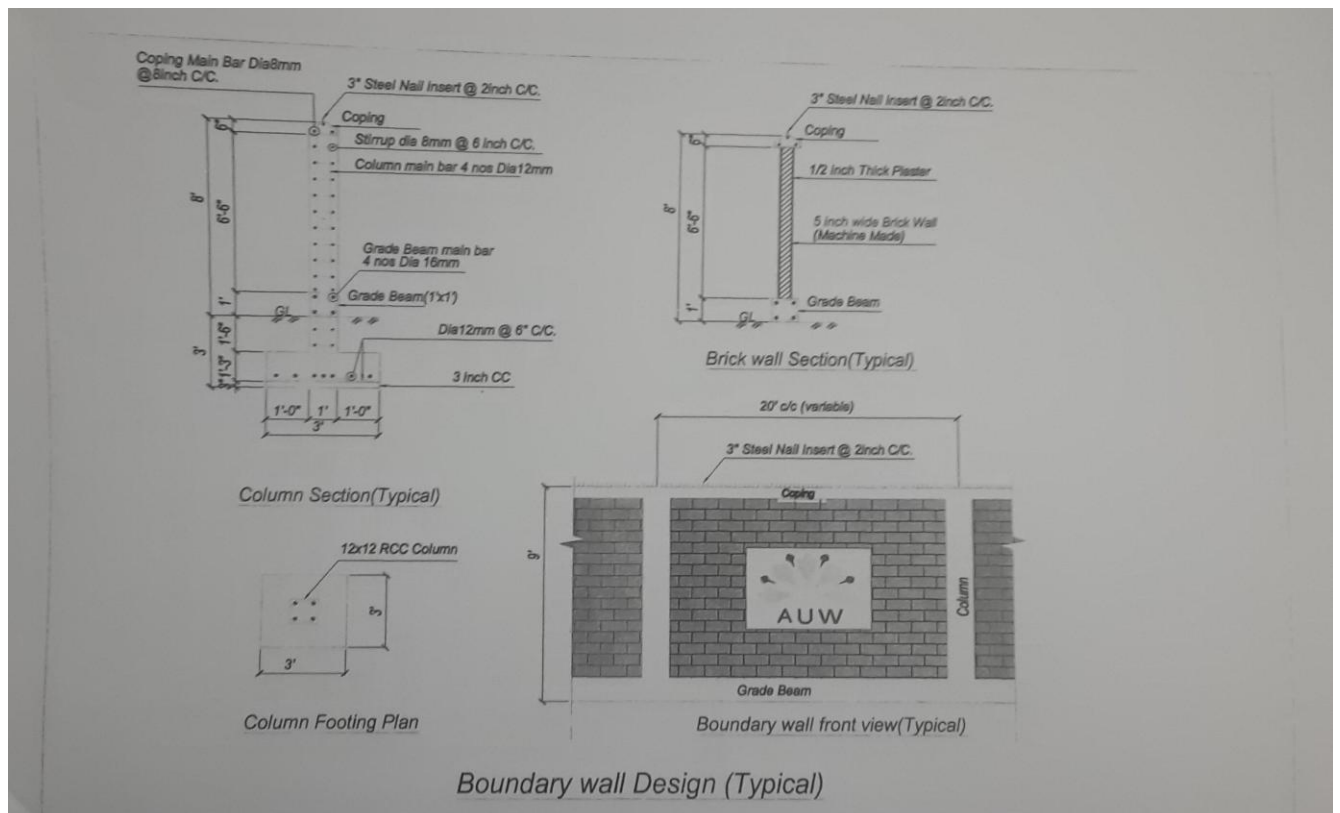 Coping Main Bar Dia8mm
@8inch C/C.
3" Steel Nail Insert @ 2inch C/C.
Coping
Stirrup dia 8mm @ 6 inch C/C.
Column main bar 4 nos Dia12mm
6"
8'
6'-6"
Grade Beam main bar
4 nos Dia 16mm
Grade Beam(1'x1')
1'
GL
Dia12mm @ 6" C/C.
1'-6"
3'
1'-3"
3"
3 Inch CC
1'-0"
1'
1'-0"
3'
Column Section(Typical)
3" Steel Nail Insert @ 2inch C/C.
Coping
6"
1/2 Inch Thick Plaster
8'
6'-6"
5 inch wide Brick Wall
(Machine Made)
Grade Beam
1'
GL
Brick wall Section(Typical)
12x12 RCC Column
3'
3'
Column Footing Plan
20' c/c (variable)
3" Steel Nail Insert @ 2inch C/C.
Coping
9'
AUW
Column
Grade Beam
Boundary wall front view(Typical)
Boundary wall Design (Typical)